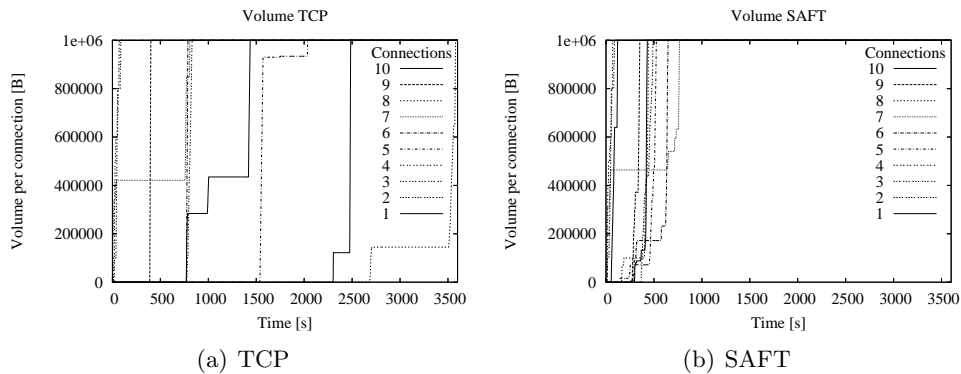 Volume TCP
Volume per connection [B]
1e+06
800000
600000
400000
200000
0
Connections
10
9
8
7
6
5
4
3
2
1
0 500 1000 1500 2000 2500 3000 3500
Time [s]
(a) TCP
Volume SAFT
Volume per connection [B]
1e+06
800000
600000
400000
200000
0
Connections
10
9
8
7
6
5
4
3
2
1
0 500 1000 1500 2000 2500 3000 3500
Time [s]
(b) SAFT